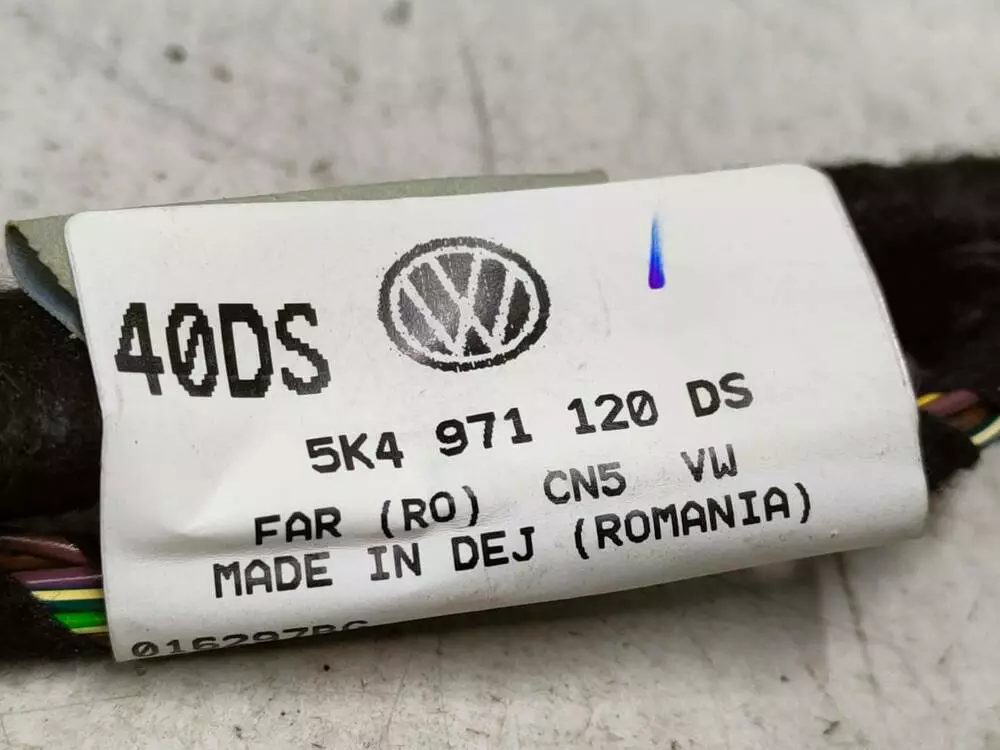 40DS
5K4 971 120 DS
FAR (RO) CN5 VW
MADE IN DEJ (ROMANIA)